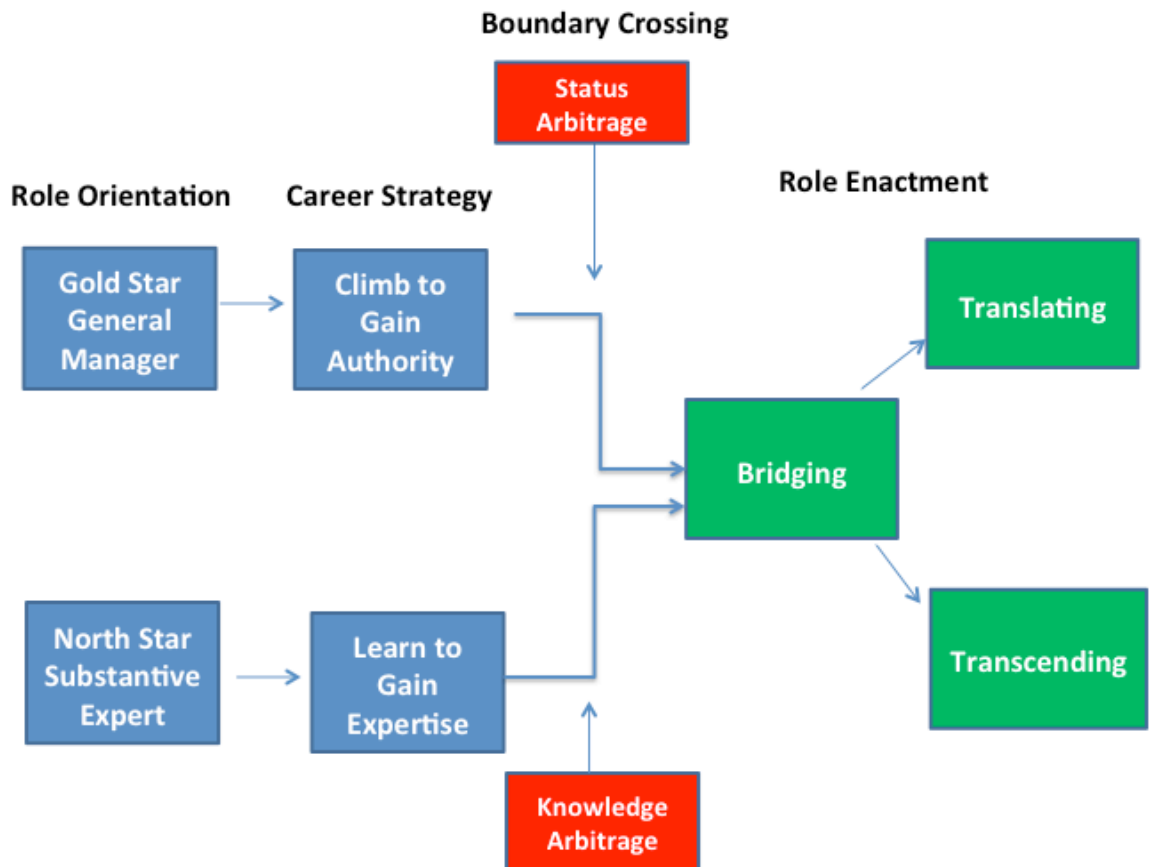 Boundary Crossing
Status
Arbitrage
Role Orientation
Career Strategy
Role Enactment
Gold Star
General
Manager
Climb to
Gain
Authority
Translating
Bridging
North Star
Substantive
Expert
Learn to
Gain
Expertise
Transcending
Knowledge
Arbitrage